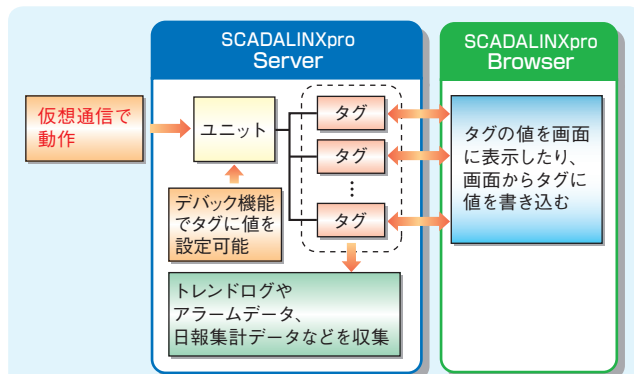 SCADALINXpro
Server
SCADALINXpro
Browser
仮想通信で
動作
ユニット
タグ
タグ
⋮
タグ
デバック機能
でタグに値を
設定可能
トレンドログや
アラームデータ、
日報集計データなどを収集
タグの値を画面
に表示したり、
画面からタグに
値を書き込む